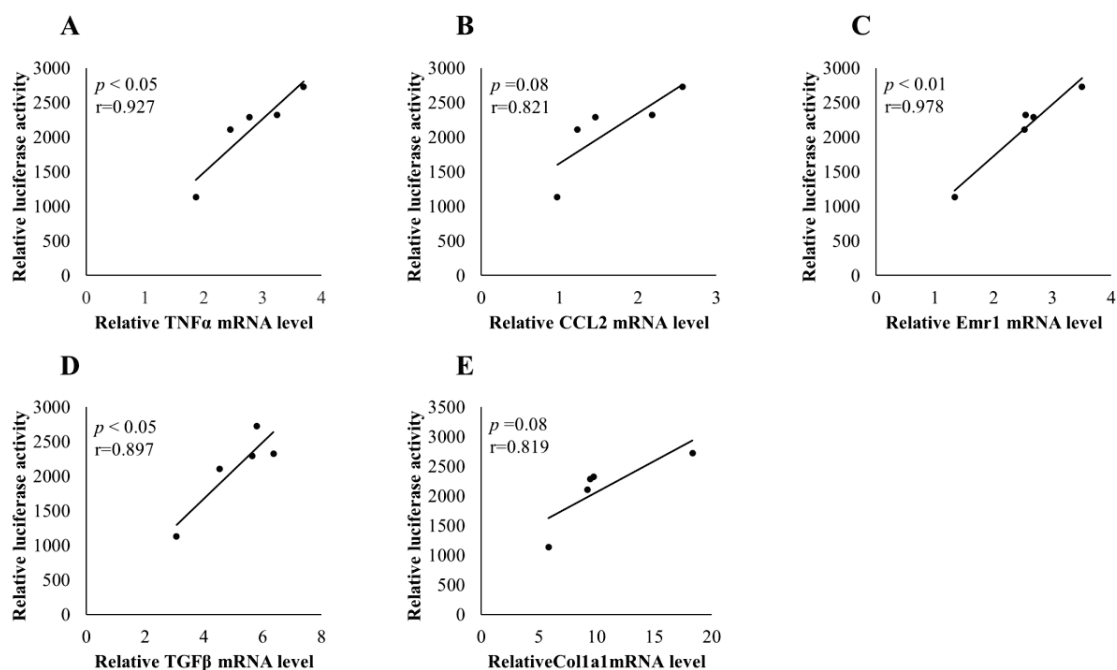 A
Relative luciferase activity
3000
2500
2000
1500
1000
500
0
p < 0.05
r=0.927
0 1 2 3 4
Relative TNFα mRNA level
B
Relative luciferase activity
3000
2500
2000
1500
1000
500
0
p =0.08
r=0.821
0 1 2 3
Relative CCL2 mRNA level
C
Relative luciferase activity
3000
2500
2000
1500
1000
500
0
p < 0.01
r=0.978
0 1 2 3 4
Relative Emr1 mRNA level
D
Relative luciferase activity
3000
2500
2000
1500
1000
500
0
p < 0.05
r=0.897
0 2 4 6 8
Relative TGFβ mRNA level
E
Relative luciferase activity
3500
3000
2500
2000
1500
1000
500
0
p =0.08
r=0.819
0 5 10 15 20
RelativeCol1a1mRNA level